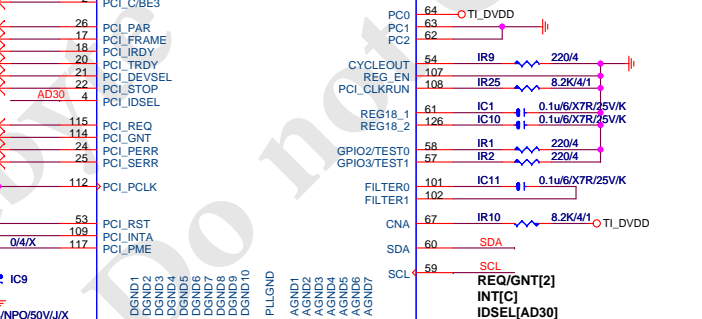 2 PCI_C/BE3
26 PCI_PAR
17 PCI_FRAME
18 PCI_IRDY
20 PCI_TRDY
21 PCI_DEVSEL
22 PCI_STOP
AD30 4 PCI_IDSEL
115 PCI_REQ
114 PCI_GNT
24 PCI_PERR
25 PCI_SERR
112 PCI_PCLK
53 PCI_RST
109 PCI_INTA
0/4/X 117 PCI_PME
IC9
/NPO/50V/J/X
DGND1
DGND2
DGND3
DGND4
DGND5
DGND6
DGND7
DGND8
DGND9
DGND10
PLLGND
AGND1
AGND2
AGND3
AGND4
AGND5
AGND6
AGND7
PC0 64 TI_DVDD
PC1 63
PC2 62
CYCLEOUT 54 IR9 220/4
REG_EN 107
PCI_CLKRUN 108 IR25 8.2K/4/1
REG18_1 61 IC1 0.1u/6/X7R/25V/K
REG18_2 126 IC10 0.1u/6/X7R/25V/K
GPIO2/TEST0 58 IR1 220/4
GPIO3/TEST1 57 IR2 220/4
FILTER0 101 IC11 0.1u/6/X7R/25V/K
FILTER1 102
CNA 67 IR10 8.2K/4/1 TI_DVDD
SDA 60 SDA
SCL 59 SCL
REQ/GNT[2]
INT[C]
IDSEL[AD30]
Do not